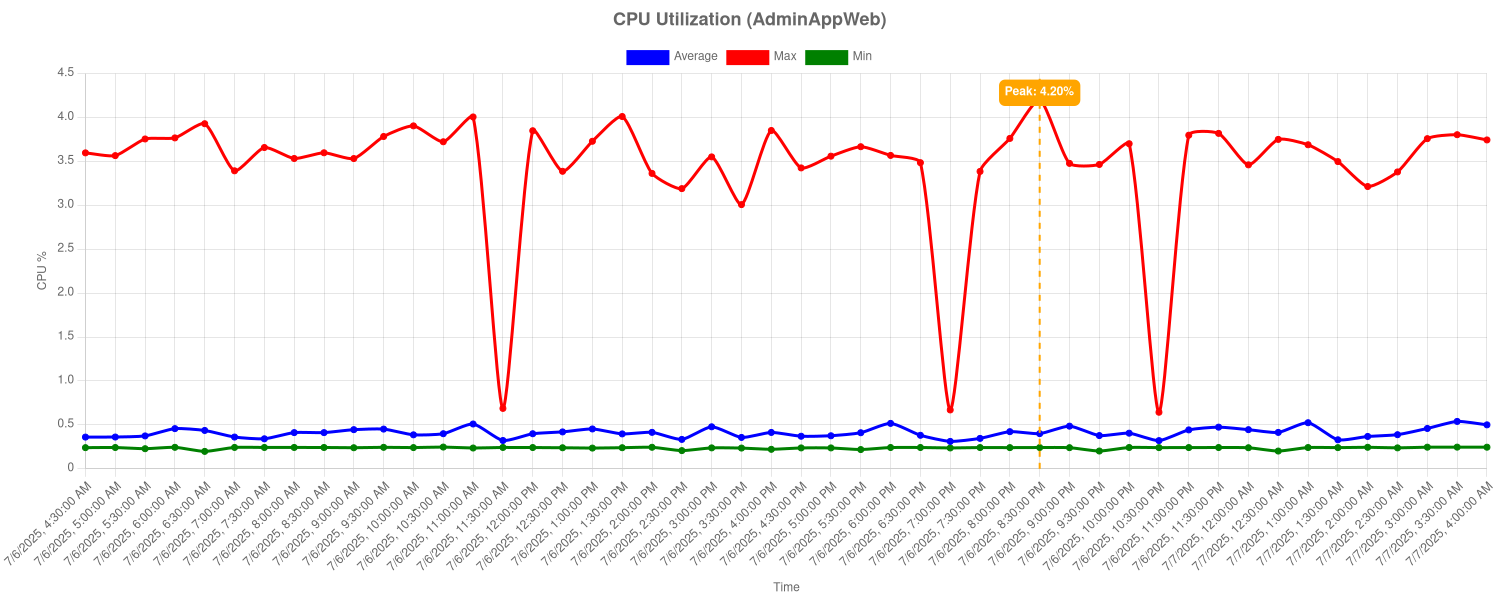 CPU Utilization (AdminAppWeb)
Average Max Min
Peak: 4.20%
4.5
4.0
3.5
3.0
2.5
2.0
1.5
1.0
0.5
0
CPU %
7/6/2025, 4:30:00 AM
7/6/2025, 5:00:00 AM
7/6/2025, 5:30:00 AM
7/6/2025, 6:00:00 AM
7/6/2025, 6:30:00 AM
7/6/2025, 7:00:00 AM
7/6/2025, 7:30:00 AM
7/6/2025, 8:00:00 AM
7/6/2025, 8:30:00 AM
7/6/2025, 9:00:00 AM
7/6/2025, 9:30:00 AM
7/6/2025, 10:00:00 AM
7/6/2025, 10:30:00 AM
7/6/2025, 11:00:00 AM
7/6/2025, 11:30:00 AM
7/6/2025, 12:00:00 PM
7/6/2025, 12:30:00 PM
7/6/2025, 1:00:00 PM
7/6/2025, 1:30:00 PM
7/6/2025, 2:00:00 PM
7/6/2025, 2:30:00 PM
7/6/2025, 3:00:00 PM
7/6/2025, 3:30:00 PM
7/6/2025, 4:00:00 PM
7/6/2025, 4:30:00 PM
7/6/2025, 5:00:00 PM
7/6/2025, 5:30:00 PM
7/6/2025, 6:00:00 PM
7/6/2025, 6:30:00 PM
7/6/2025, 7:00:00 PM
7/6/2025, 7:30:00 PM
7/6/2025, 8:00:00 PM
7/6/2025, 8:30:00 PM
7/6/2025, 9:00:00 PM
7/6/2025, 9:30:00 PM
7/6/2025, 10:00:00 PM
7/6/2025, 10:30:00 PM
7/6/2025, 11:00:00 PM
7/6/2025, 11:30:00 PM
7/7/2025, 12:00:00 AM
7/7/2025, 12:30:00 AM
7/7/2025, 1:00:00 AM
7/7/2025, 1:30:00 AM
7/7/2025, 2:00:00 AM
7/7/2025, 2:30:00 AM
7/7/2025, 3:00:00 AM
7/7/2025, 3:30:00 AM
7/7/2025, 4:00:00 AM
Time